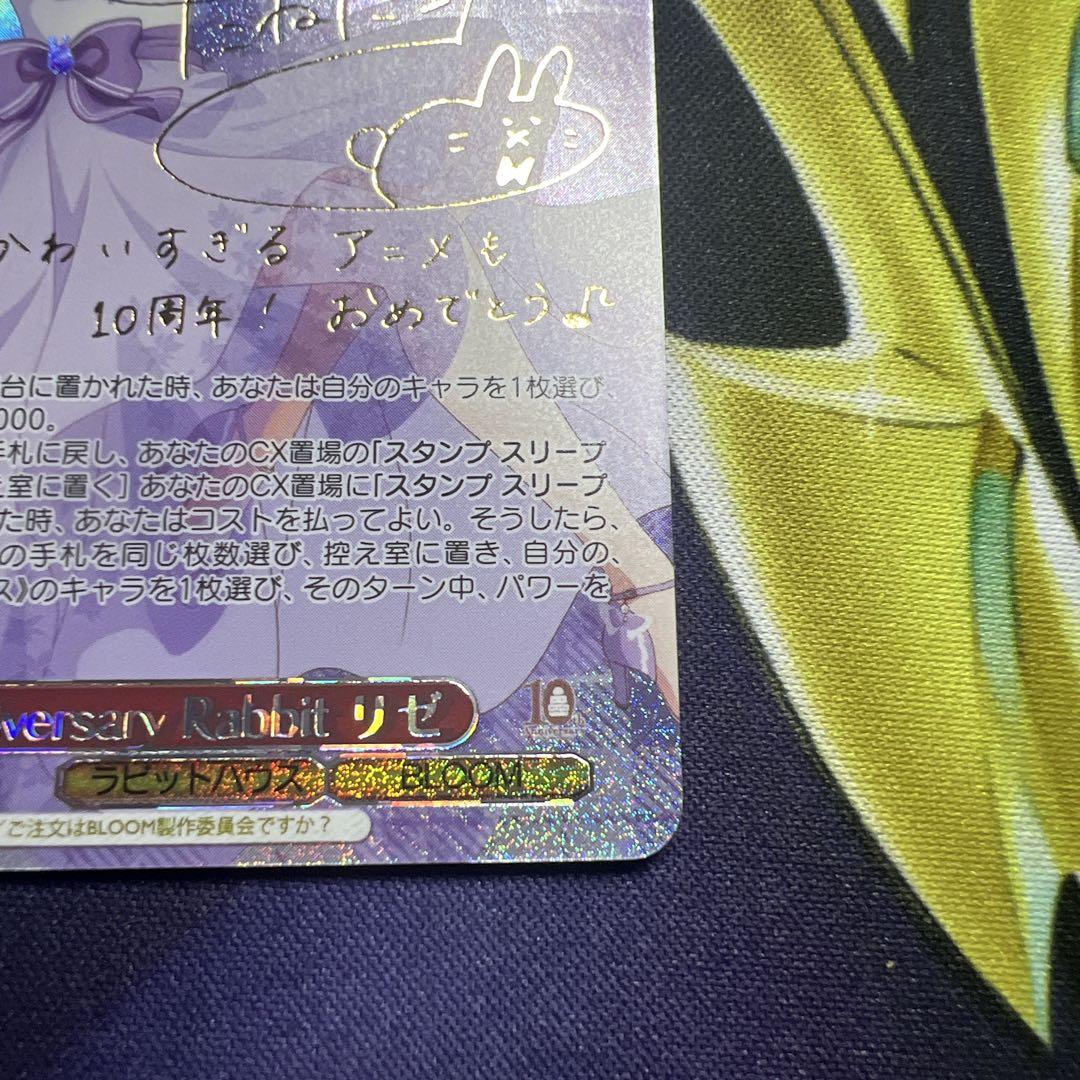 たねだ
かわいすぎる アニメも
10周年! おめでとう♪
台に置かれた時、あなたは自分のキャラを1枚選び、
000。
手札に戻し、あなたのCX置場の「スタンプ スリープ
え室に置く］ あなたのCX置場に「スタンプ スリープ
た時、あなたはコストを払ってよい。そうしたら、
の手札を同じ枚数選び、控え室に置き、自分の、
ス》のキャラを1枚選び、そのターン中、パワーを
versary Rabbit リゼ
10th
Anniversary
ラビットハウス BLOOM
ご注文はBLOOM製作委員会ですか?